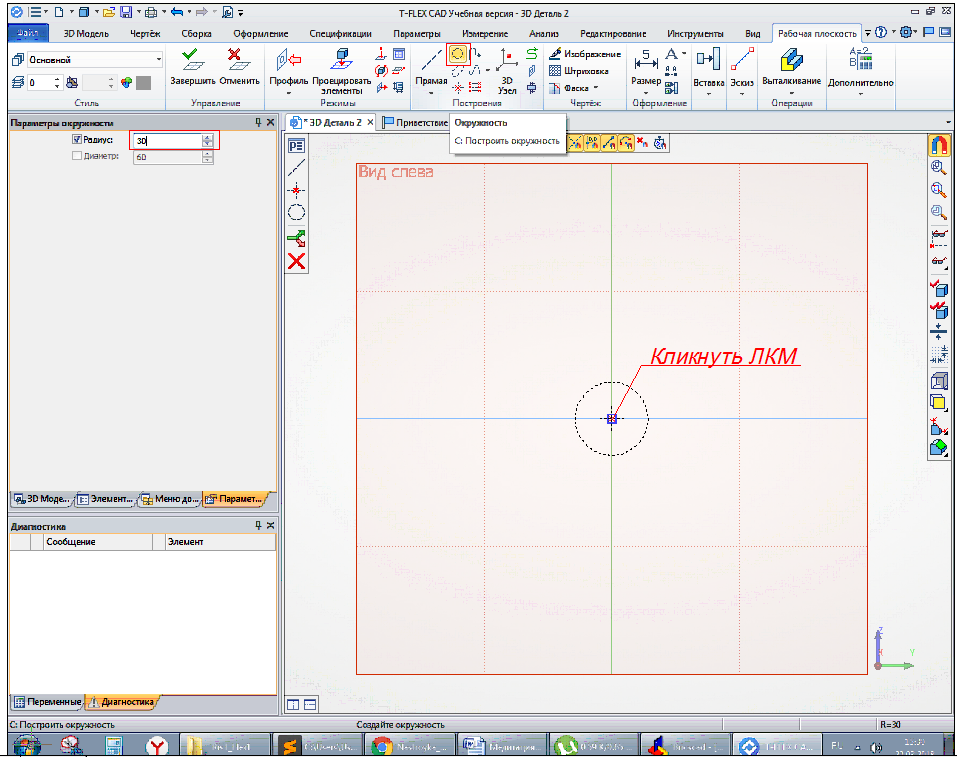 T-FLEX CAD Учебная версия - 3D Деталь 2
Файл 3D Модель Чертёж Сборка Оформление Спецификации Параметры Измерение Анализ Редактирование Инструменты Вид Рабочая плоскость
Основной
0
Завершить Отменить
Профиль Проецировать элементы
Прямая
3D Узел
Изображение
Штриховка
Фаска
Размер
Вставка Эскиз Выталкивание Дополнительно
Стиль Управление Режимы Построения Чертёж Оформление Операции
Параметры окружности
*3D Деталь 2
Приветствие
Окружность
C: Построить окружность
Радиус: 30
Диаметр: 60
Вид слева
Кликнуть ЛКМ
3D Моде... Элемент... Меню до... Парамет...
Диагностика
Сообщение Элемент
Z
Y
Переменные Диагностика
C: Построить окружность
Создайте окружность
R=30
Медитация
T-FLEX CA...